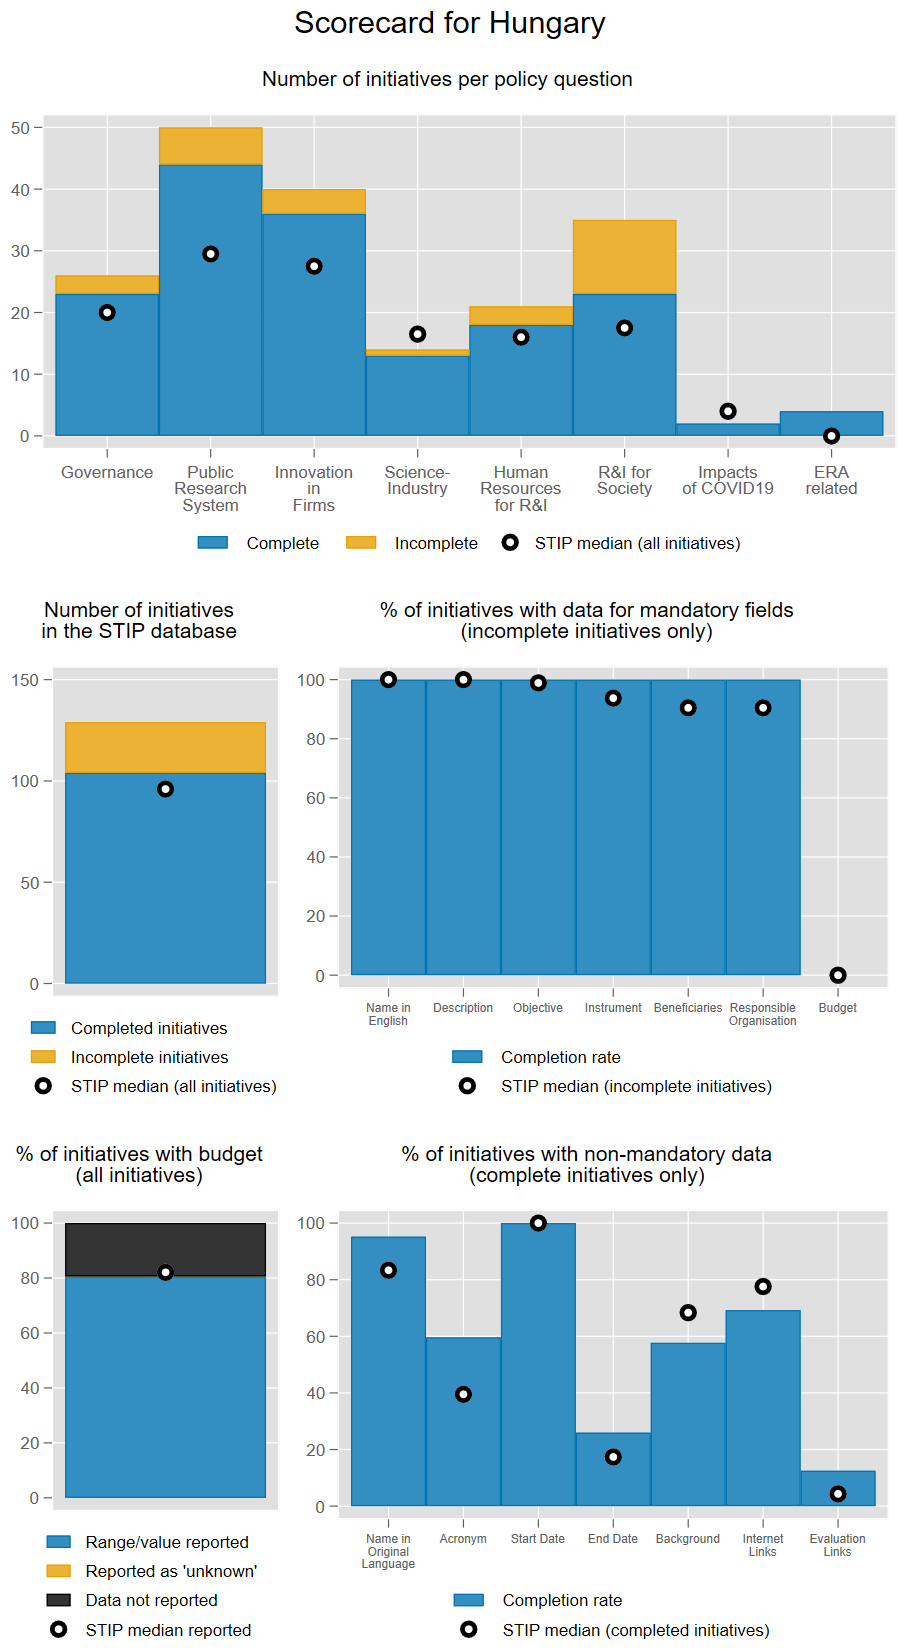 Scorecard for Hungary
Number of initiatives per policy question
50
40
30
20
10
0
Governance
Public
Research
System
Innovation
in
Firms
Science-
Industry
Human
Resources
for R&I
R&I for
Society
Impacts
of COVID19
ERA
related
Complete
Incomplete
STIP median (all initiatives)
Number of initiatives
in the STIP database
150
100
50
0
Completed initiatives
Incomplete initiatives
STIP median (all initiatives)
% of initiatives with data for mandatory fields
(incomplete initiatives only)
100
80
60
40
20
0
Name in
English
Description
Objective
Instrument
Beneficiaries
Responsible
Organisation
Budget
Completion rate
STIP median (incomplete initiatives)
% of initiatives with budget
(all initiatives)
100
80
60
40
20
0
Range/value reported
Reported as 'unknown'
Data not reported
STIP median reported
% of initiatives with non-mandatory data
(complete initiatives only)
100
80
60
40
20
0
Name in
Original
Language
Acronym
Start Date
End Date
Background
Internet
Links
Evaluation
Links
Completion rate
STIP median (completed initiatives)